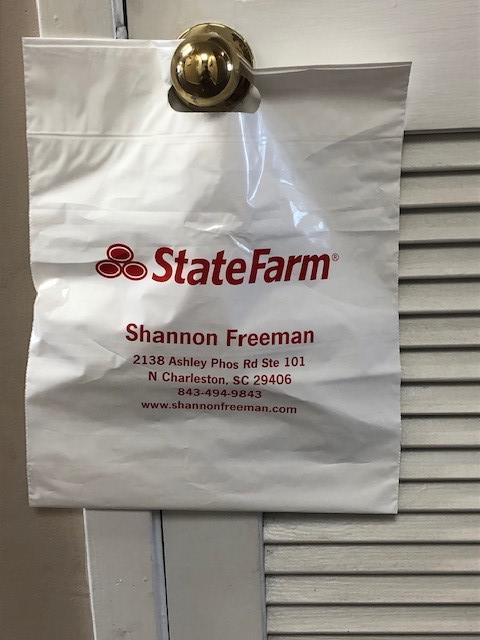 StateFarm®
Shannon Freeman
2138 Ashley Phos Rd Ste 101
N Charleston, SC 29406
843-494-9843
www.shannonfreeman.com